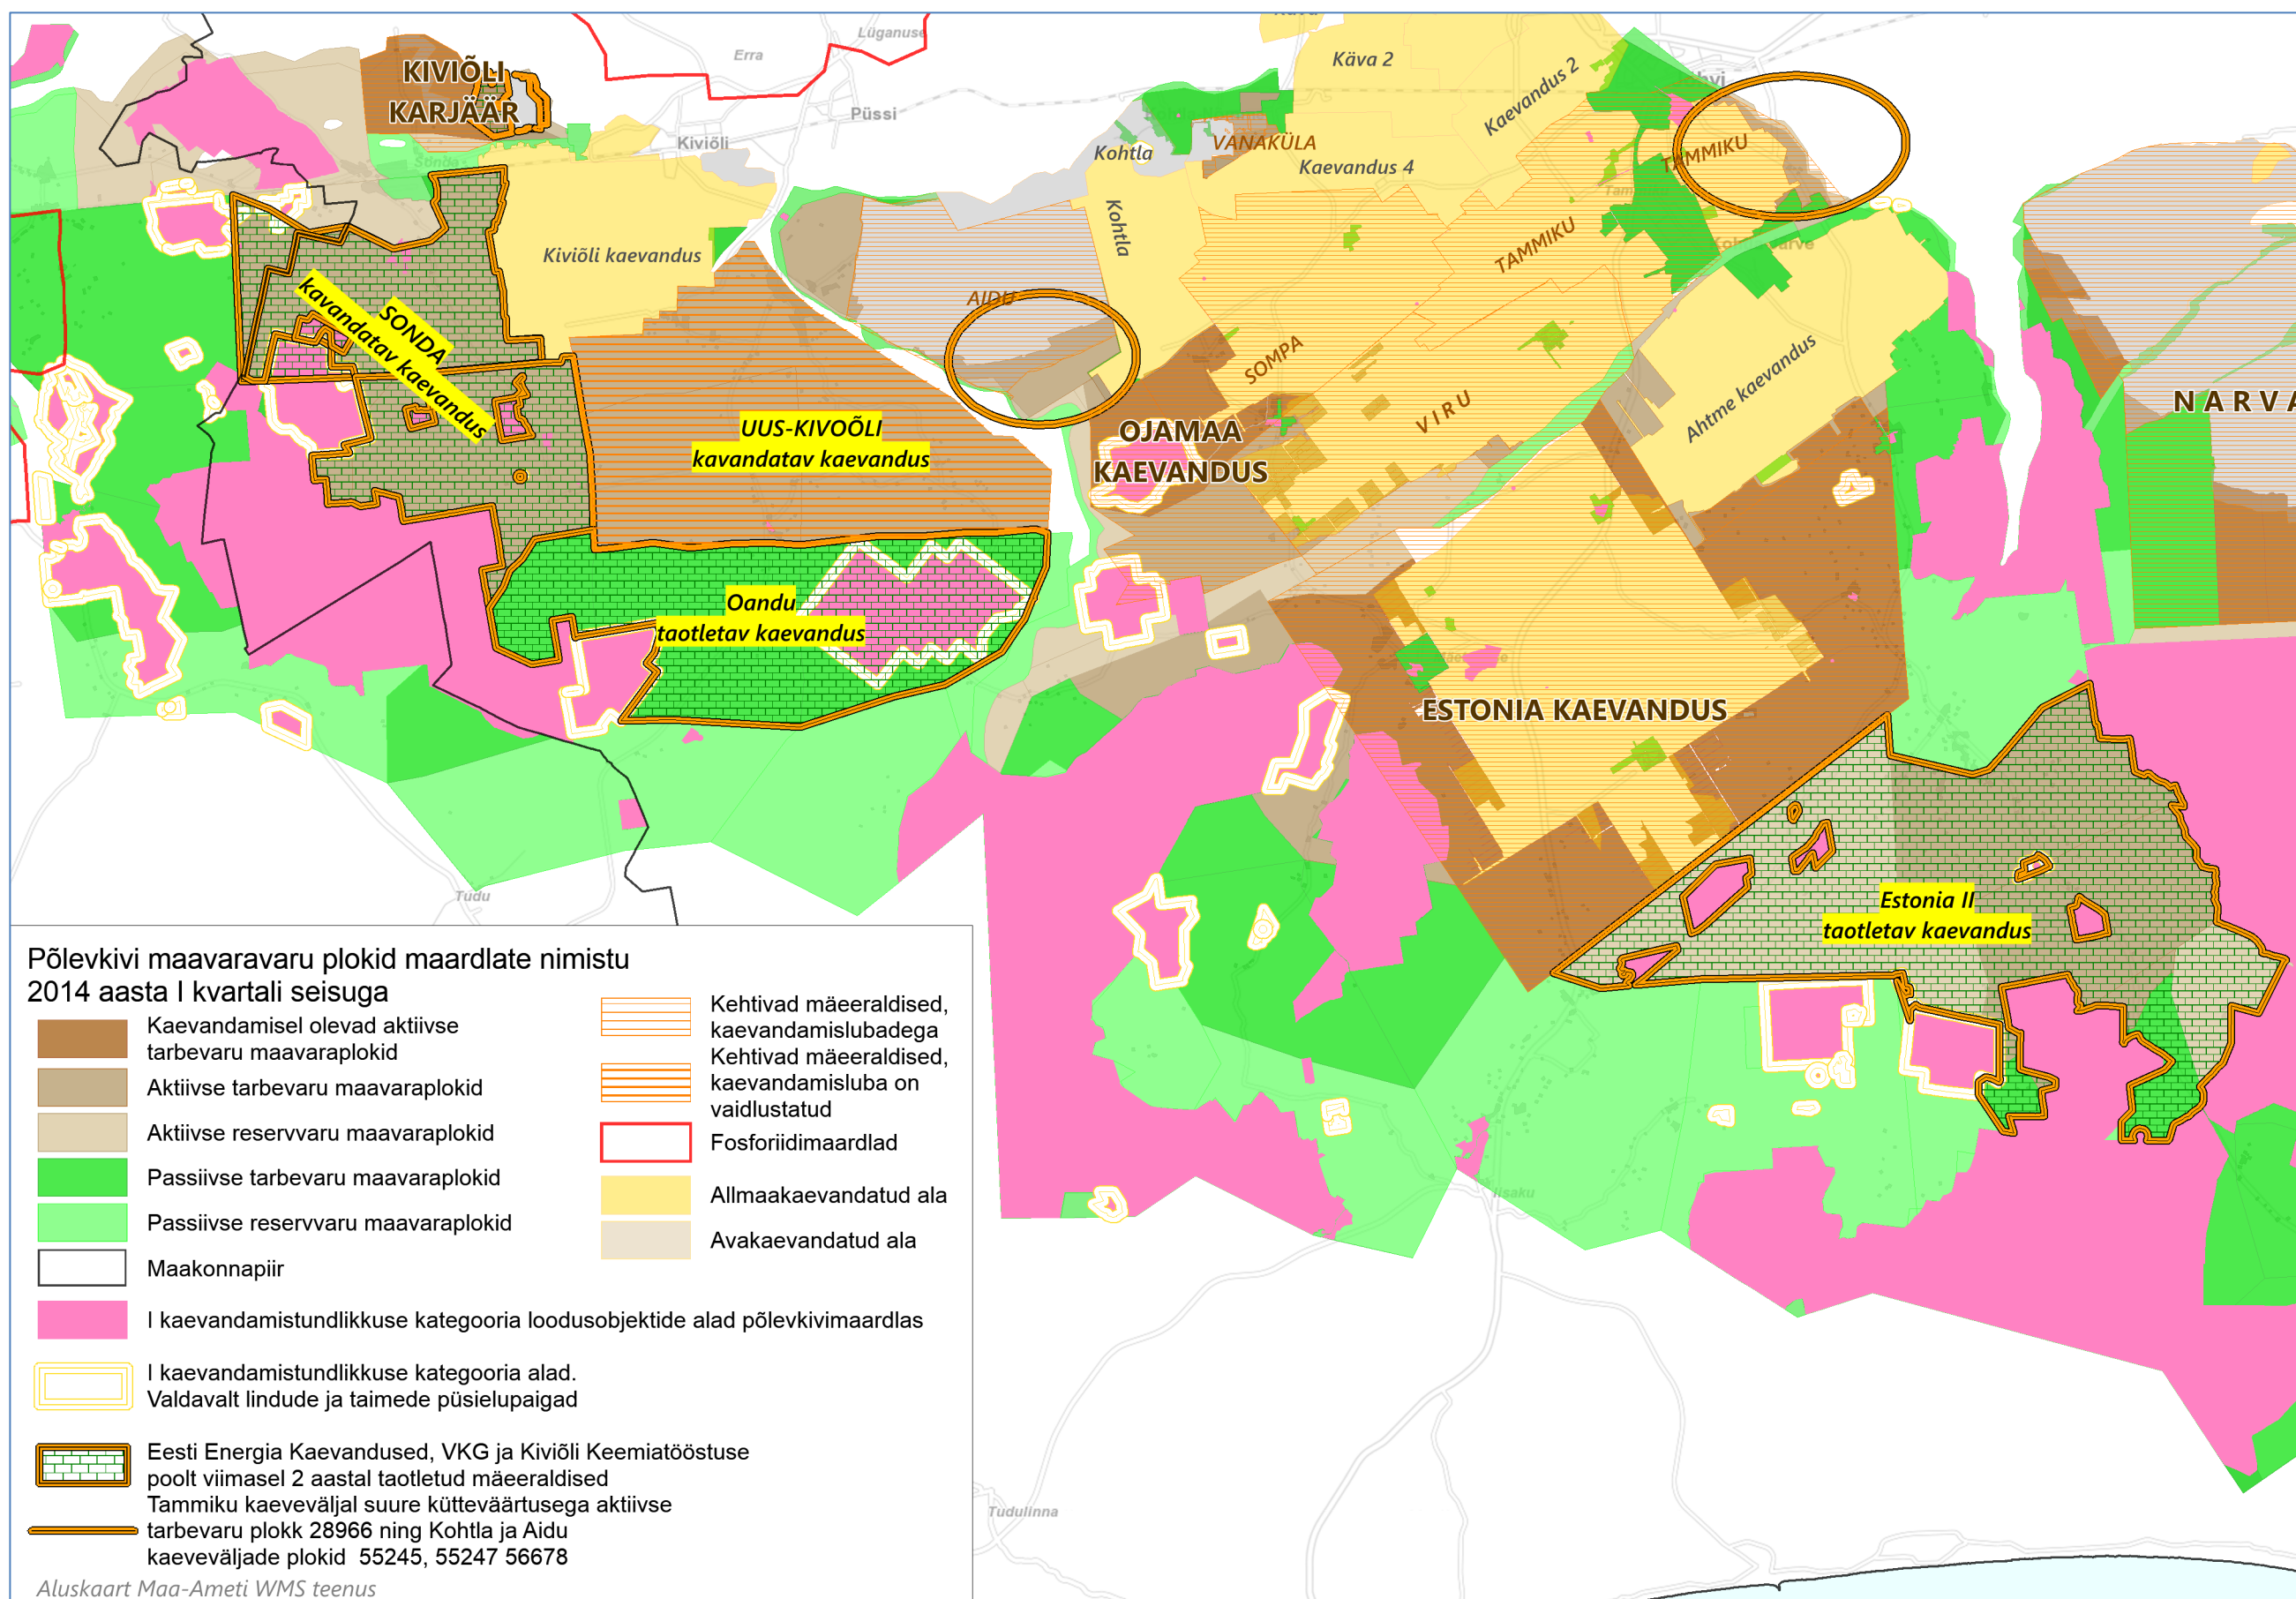 Erra
Lüganuse
Püssi
Kiviõli
KIVIÕLI
KARJÄÄR
Sonda
Käva 2
Kaevandus 2
VANAKÜLA
Kaevandus 4
Kohtla
Kohtla
TAMMIKU
TAMMIKU
Kiviõli kaevandus
AIDU
SOMPA
VIRU
Ahtme kaevandus
NARVA
SONDA
kavandatav kaevandus
UUS-KIVOÕLI
kavandatav kaevandus
OJAMAA
KAEVANDUS
Oandu
taotletav kaevandus
ESTONIA KAEVANDUS
Estonia II
taotletav kaevandus
Tudu
Iisaku
Tudulinna
Põlevkivi maavaravaru plokid maardlate nimistu
2014 aasta I kvartali seisuga
Kaevandamisel olevad aktiivse
tarbevaru maavaraplokid
Aktiivse tarbevaru maavaraplokid
Aktiivse reservvaru maavaraplokid
Passiivse tarbevaru maavaraplokid
Passiivse reservvaru maavaraplokid
Maakonnapiir
Kehtivad mäeeraldised,
kaevandamislubadega
Kehtivad mäeeraldised,
kaevandamisluba on
vaidlustatud
Fosforiidimaardlad
Allmaakaevandatud ala
Avakaevandatud ala
I kaevandamistundlikkuse kategooria loodusobjektide alad põlevkivimaardlas
I kaevandamistundlikkuse kategooria alad.
Valdavalt lindude ja taimede püsielupaigad
Eesti Energia Kaevandused, VKG ja Kiviõli Keemiatööstuse
poolt viimasel 2 aastal taotletud mäeeraldised
Tammiku kaeveväljal suure kütteväärtusega aktiivse
tarbevaru plokk 28966 ning Kohtla ja Aidu
kaeveväljade plokid 55245, 55247 56678
Aluskaart Maa-Ameti WMS teenus